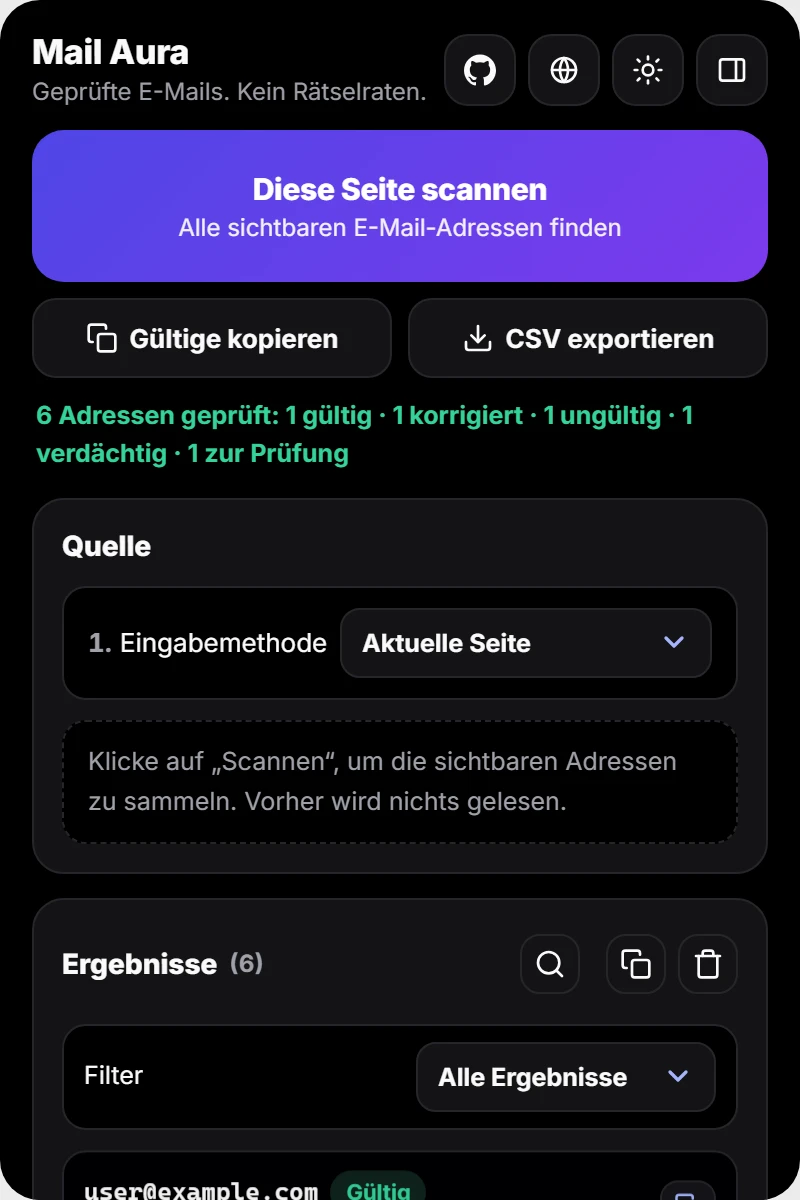 Mail Aura
Geprüfte E-Mails. Kein Rätselraten.
Diese Seite scannen
Alle sichtbaren E-Mail-Adressen finden
Gültige kopieren
CSV exportieren
6 Adressen geprüft: 1 gültig · 1 korrigiert · 1 ungültig · 1
verdächtig · 1 zur Prüfung
Quelle
1. Eingabemethode
Aktuelle Seite
Klicke auf „Scannen“, um die sichtbaren Adressen
zu sammeln. Vorher wird nichts gelesen.
Ergebnisse (6)
Filter
Alle Ergebnisse
user@example.com Gültig